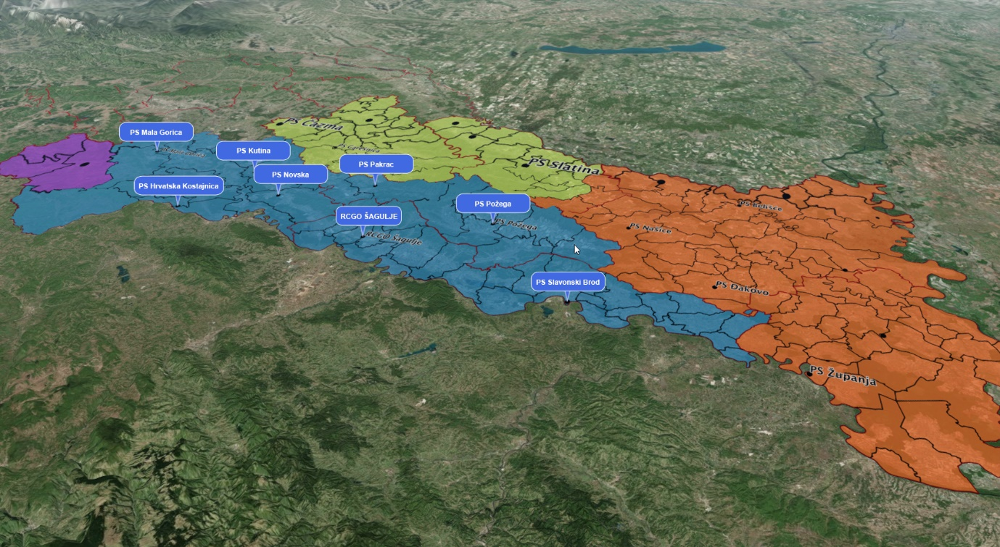 PS Čazma
PS Mala Gorica
PS Kutina
PS Pakrac
PS Slatina
PS Novska
PS Hrvatska Kostajnica
PS Požega
PS Belišće
RCGO ŠAGULJE
PS Požega
PS Našice
RCGO Šagulje
PS Slavonski Brod
PS Đakovo
PS Županja